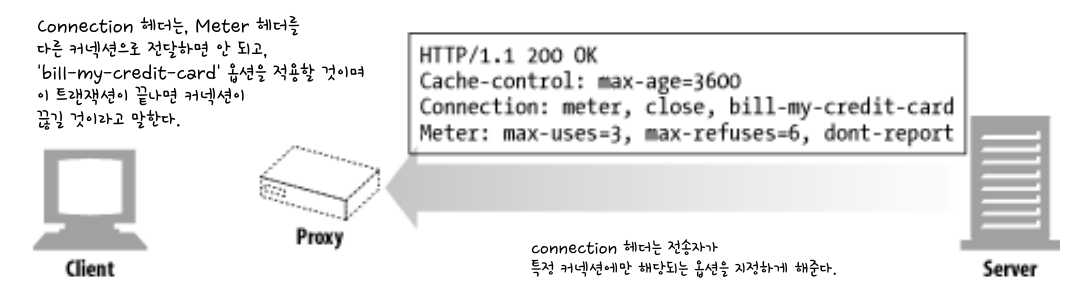 Connection 헤더는, Meter 헤더를
다른 커넥션으로 전달하면 안 되고,
'bill-my-credit-card' 옵션을 적용할 것이며
이 트랜잭션이 끝나면 커넥션이
끊길 것이라고 말한다.
HTTP/1.1 200 OK
Cache-control: max-age=3600
Connection: meter, close, bill-my-credit-card
Meter: max-uses=3, max-refuses=6, dont-report
Client
Proxy
connection 헤더는 전송자가
특정 커넥션에만 해당되는 옵션을 지정하게 해준다.
Server